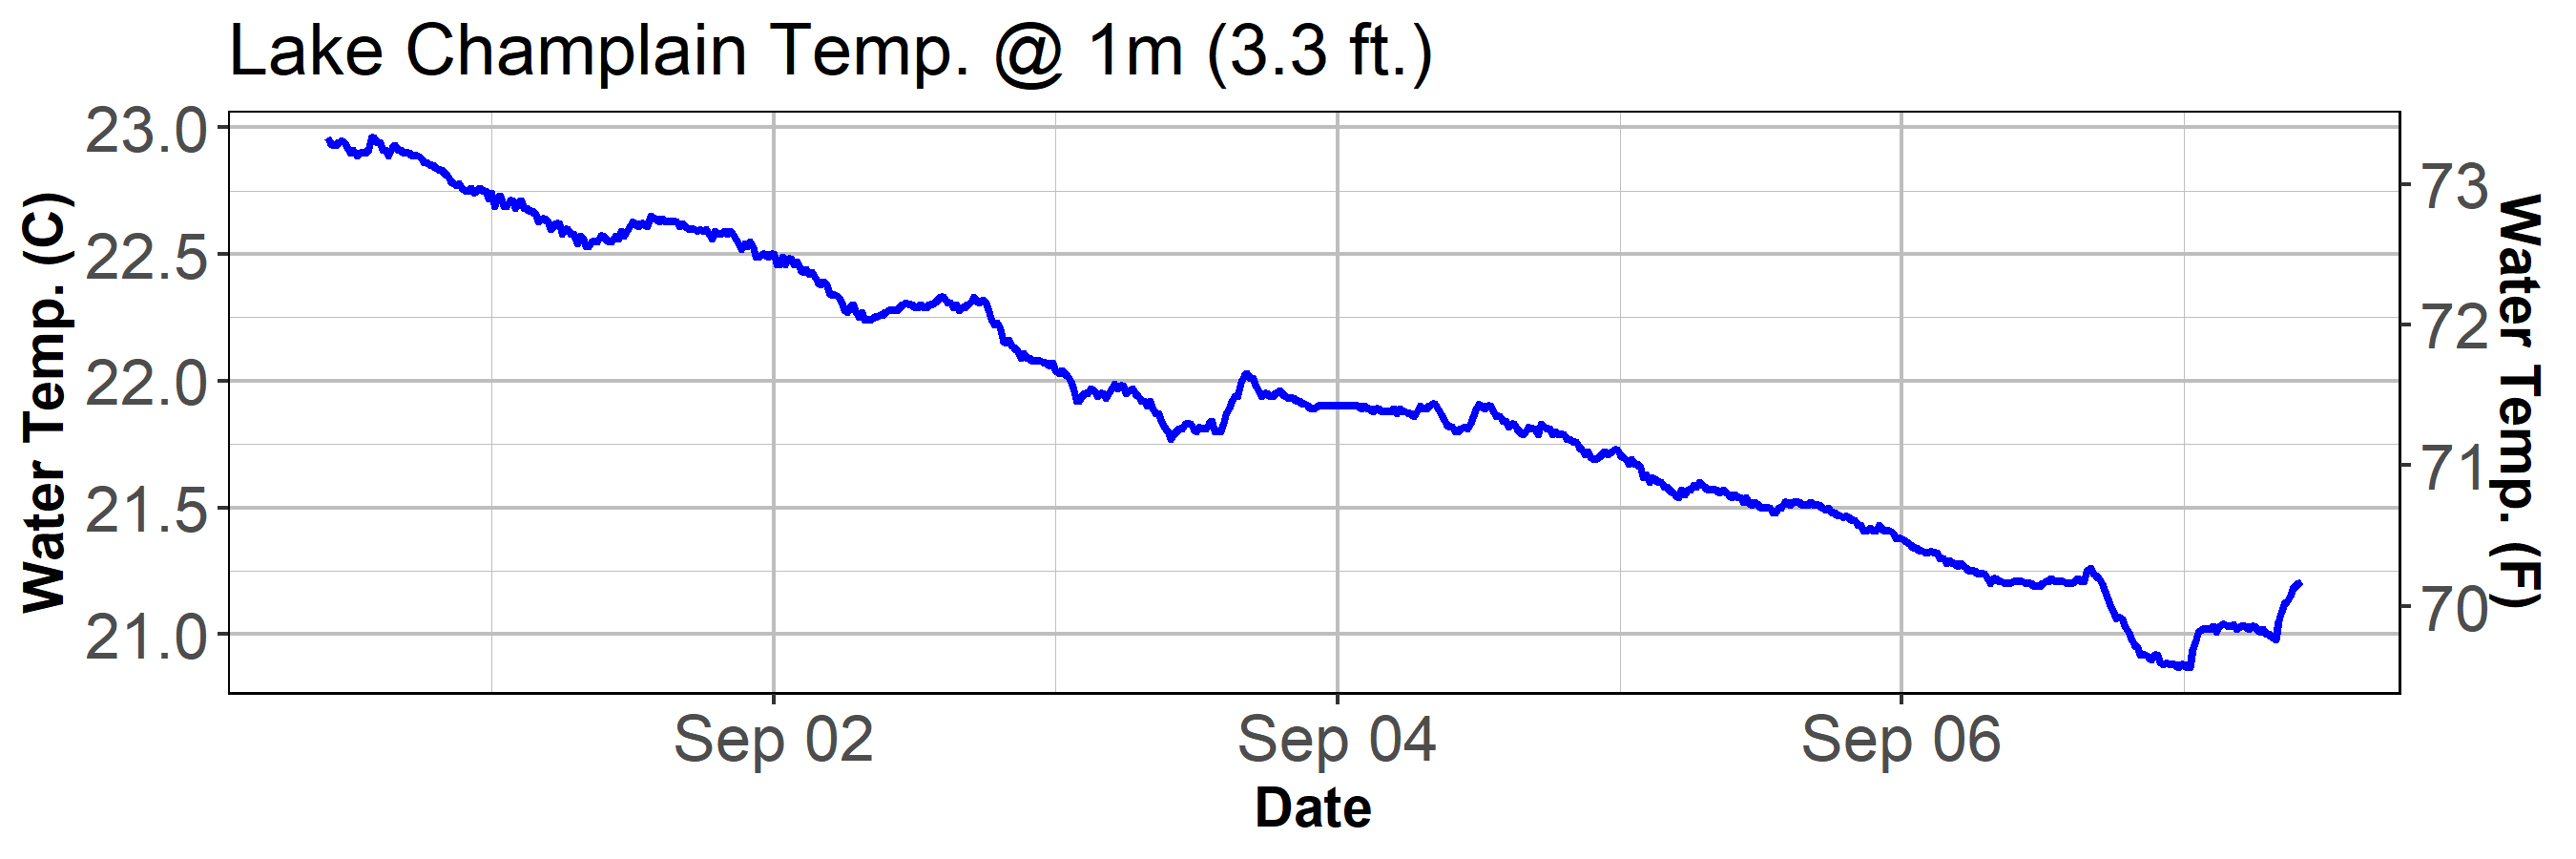 Lake Champlain Temp. @ 1m (3.3 ft.)
Water Temp. (C)
23.0
22.5
22.0
21.5
21.0
73
72
71
70
Water Temp. (F)
Sep 02 Sep 04 Sep 06
Date